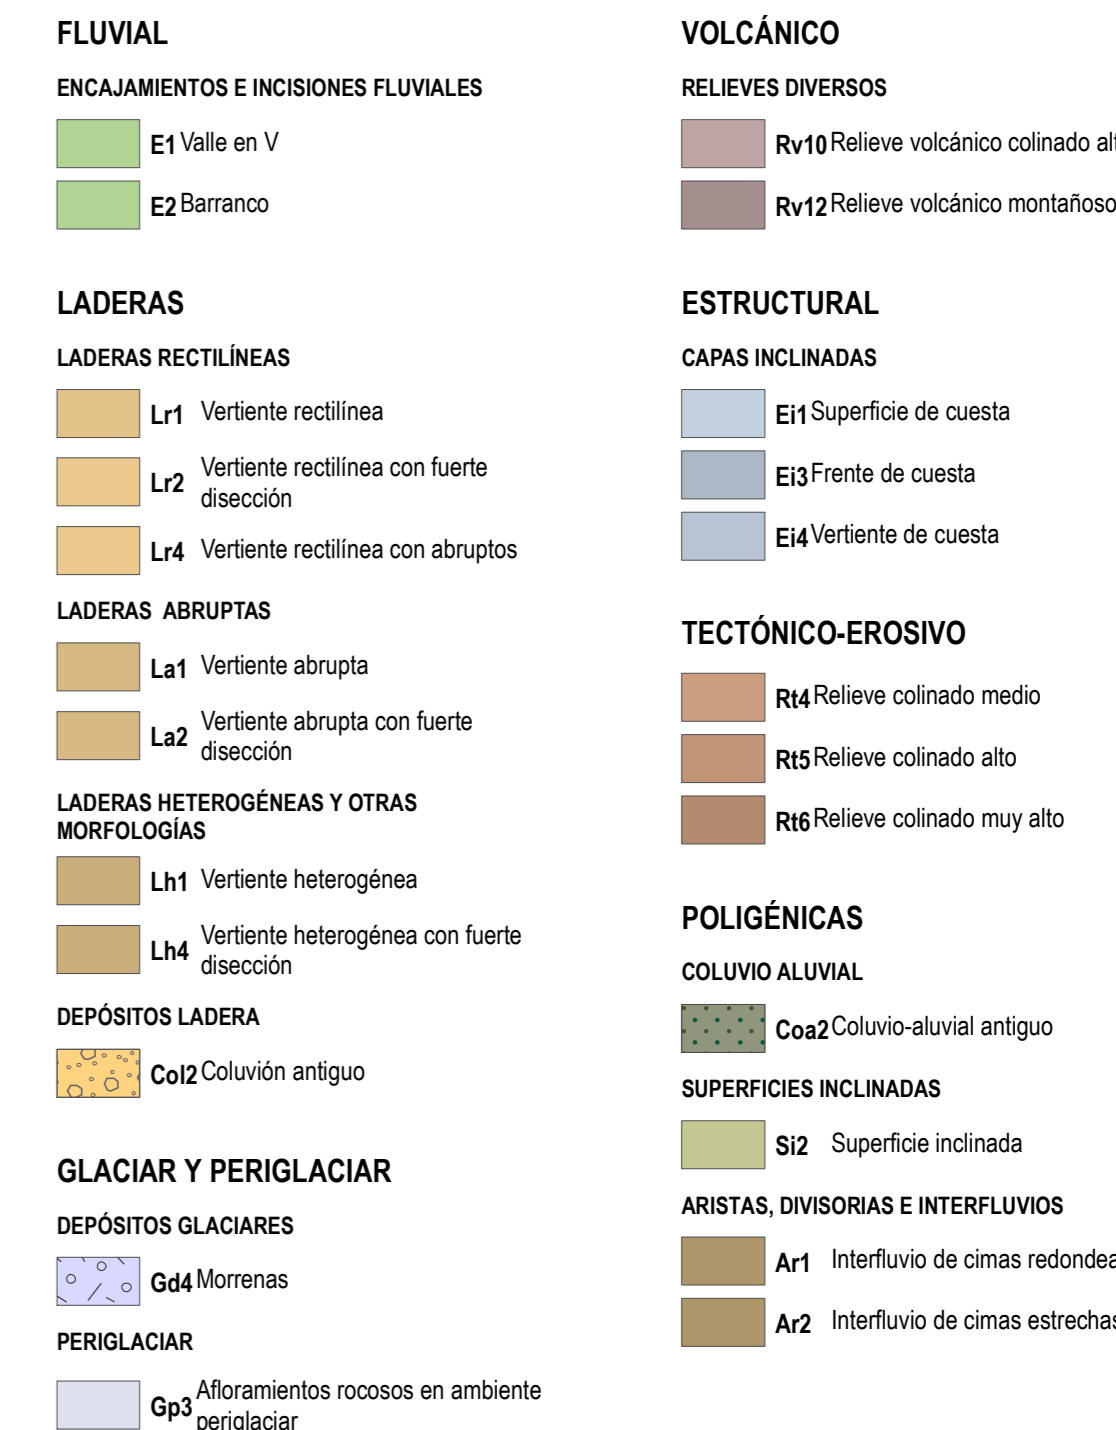 FLUVIAL
ENCAJAMIENTOS E INCISIONES FLUVIALES
E1 Valle en V
E2 Barranco
LADERAS
LADERAS RECTILÍNEAS
Lr1 Vertiente rectilínea
Lr2 Vertiente rectilínea con fuerte
disección
Lr4 Vertiente rectilínea con abruptos
LADERAS ABRUPTAS
La1 Vertiente abrupta
La2 Vertiente abrupta con fuerte
disección
LADERAS HETEROGÉNEAS Y OTRAS
MORFOLOGÍAS
Lh1 Vertiente heterogénea
Lh4 Vertiente heterogénea con fuerte
disección
DEPÓSITOS LADERA
Col2 Coluvión antiguo
GLACIAR Y PERIGLACIAR
DEPÓSITOS GLACIARES
Gd4 Morrenas
PERIGLACIAR
Gp3 Afloramientos rocosos en ambiente
periglaciar
VOLCÁNICO
RELIEVES DIVERSOS
Rv10 Relieve volcánico colinado
Rv12 Relieve volcánico montañoso
ESTRUCTURAL
CAPAS INCLINADAS
Ei1 Superficie de cuesta
Ei3 Frente de cuesta
Ei4 Vertiente de cuesta
TECTÓNICO-EROSIVO
Rt4 Relieve colinado medio
Rt5 Relieve colinado alto
Rt6 Relieve colinado muy alto
POLIGÉNICAS
COLUVIO ALUVIAL
Coa2 Coluvio-aluvial antiguo
SUPERFICIES INCLINADAS
Si2 Superficie inclinada
ARISTAS, DIVISORIAS E INTERFLUVIOS
Ar1 Interfluvio de cimas
Ar2 Interfluvio de cimas estrechas